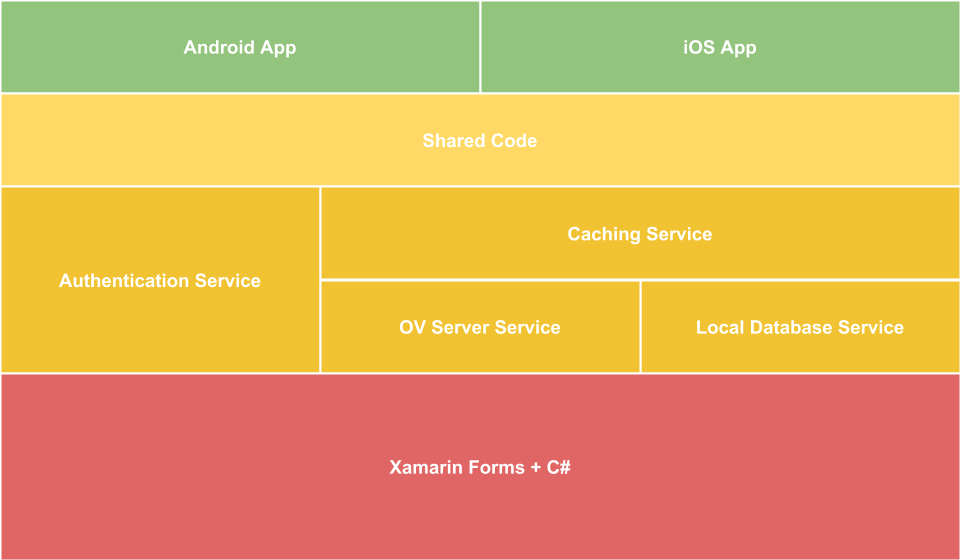 Android App
iOS App
Shared Code
Authentication Service
Caching Service
OV Server Service
Local Database Service
Xamarin Forms + C#